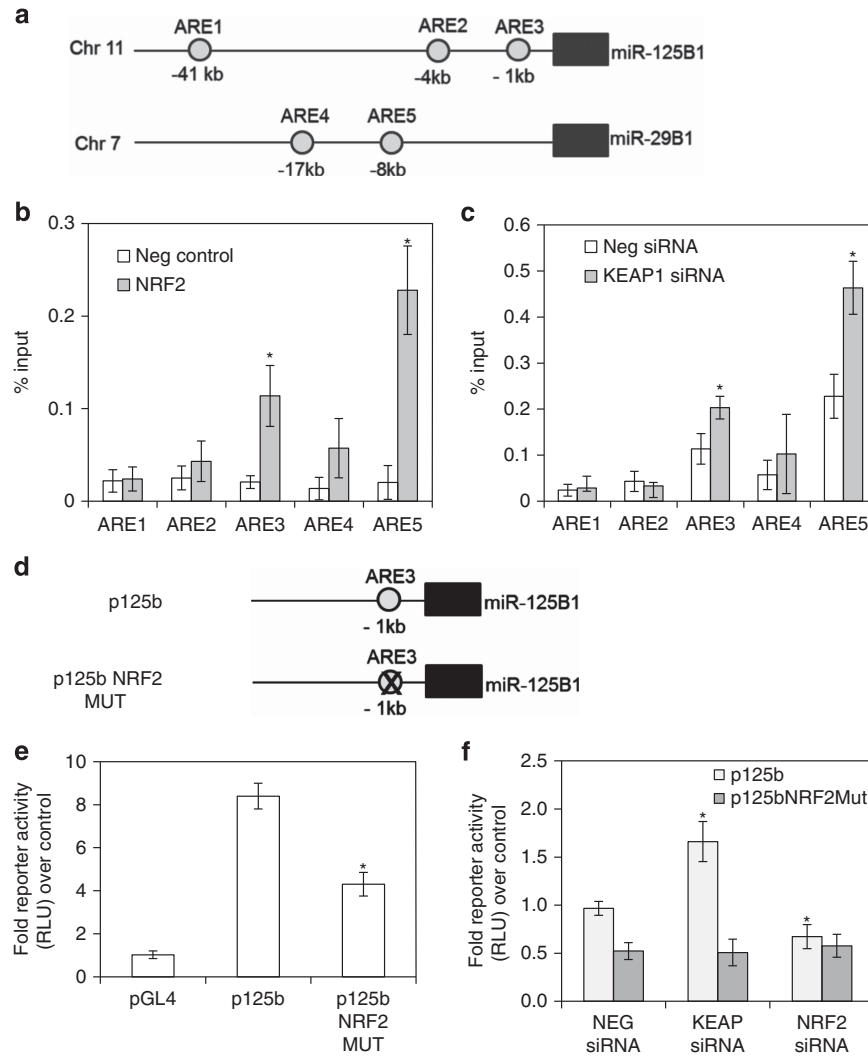 a
Chr 11
ARE1
ARE2
ARE3
-41 kb
-4kb
- 1kb
miR-125B1
Chr 7
ARE4
ARE5
-17kb
-8kb
miR-29B1
b
0.3
0.2
0.1
0
% input
Neg control
NRF2
*
*
ARE1 ARE2 ARE3 ARE4 ARE5
c
0.6
0.5
0.4
0.3
0.2
0.1
0
% input
Neg siRNA
KEAP1 siRNA
*
*
ARE1 ARE2 ARE3 ARE4 ARE5
d
p125b
ARE3
- 1kb
miR-125B1
p125b NRF2
MUT
ARE3
X
- 1kb
miR-125B1
e
10
8
6
4
2
0
Fold reporter activity
(RLU) over control
*
pGL4
p125b
p125b
NRF2
MUT
f
2.5
2.0
1.5
1.0
0.5
0.0
Fold reporter activity
(RLU) over control
p125b
p125bNRF2Mut
*
*
NEG
siRNA
KEAP
siRNA
NRF2
siRNA